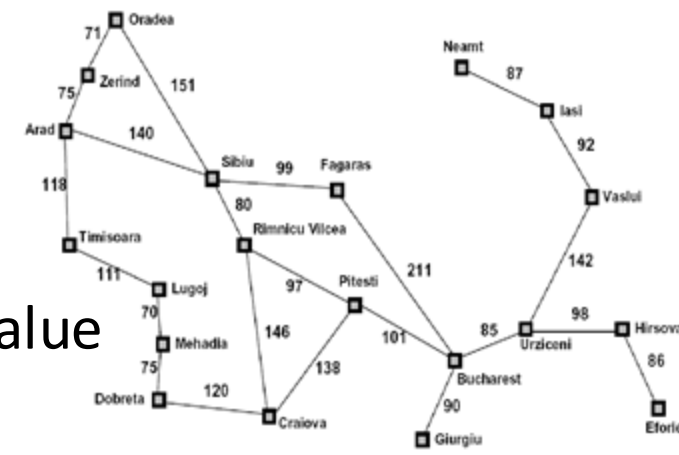 Oradea
71
Neamt
87
Zerind
151
75
Iasi
Arad
140
92
Sibiu
99
Fagaras
118
Vaslui
80
Timisoara
Rimnicu Vilcea
142
111
211
Lugoj
97
Pitesti
70
98
alue
146
101
85
Hirsova
Mehadia
Urziceni
75
138
86
Bucharest
120
Dobreta
90
Craiova
Eforie
Giurgiu